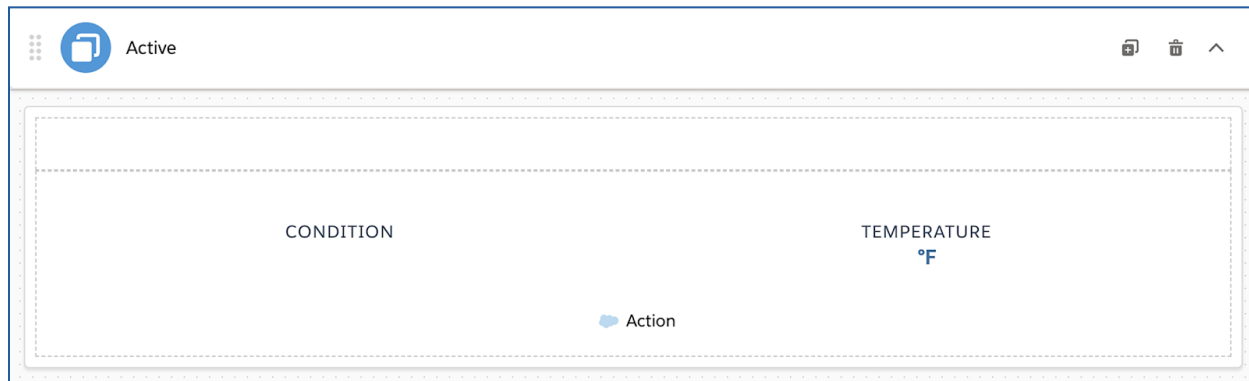 Active
CONDITION
TEMPERATURE
°F
Action